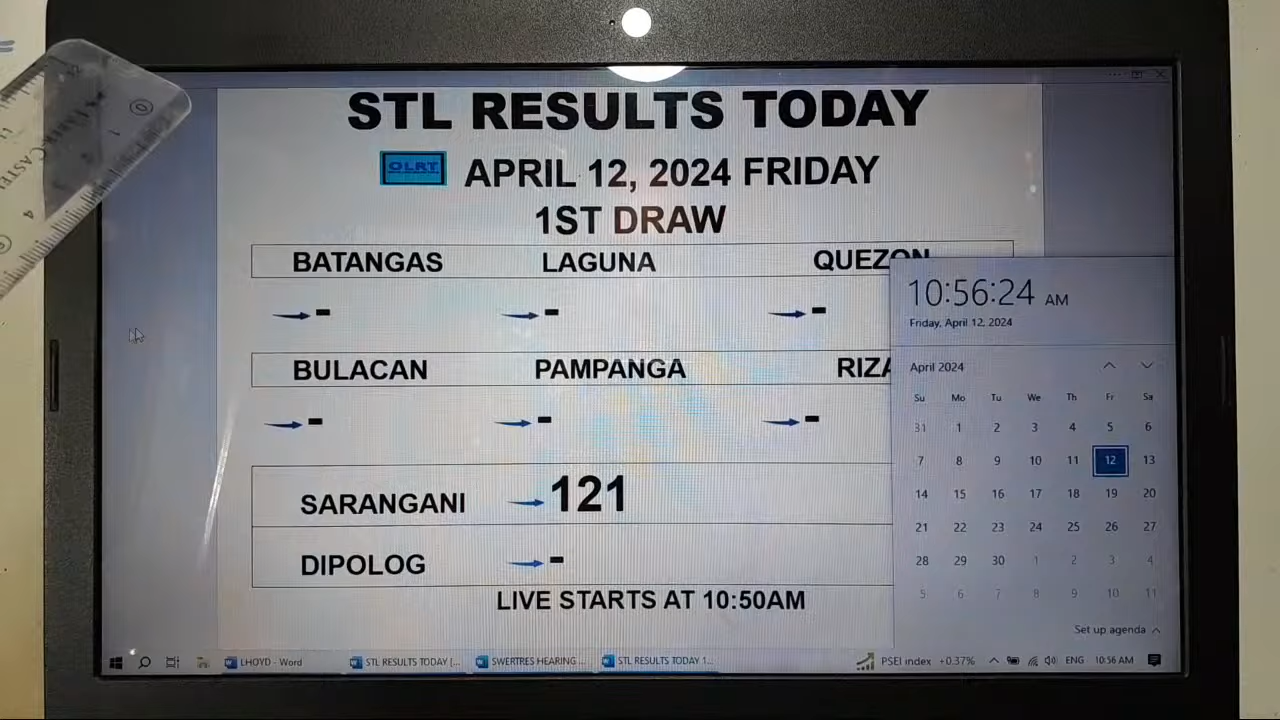 STL RESULTS TODAY
OLRT APRIL 12, 2024 FRIDAY
1ST DRAW
BATANGAS LAGUNA QUEZON
- - -
BULACAN PAMPANGA RIZA
- - -
SARANGANI 121
DIPOLOG -
LIVE STARTS AT 10:50AM
10:56:24 AM
Friday, April 12, 2024
April 2024
Su Mo Tu We Th Fr Sa
31 1 2 3 4 5 6
7 8 9 10 11 12 13
14 15 16 17 18 19 20
21 22 23 24 25 26 27
28 29 30 1 2 3 4
5 6 7 8 9 10 11
Set up agenda
LHOYD - Word STL RESULTS TODAY [... SWERTRES HEARING ... STL RESULTS TODAY 1... PSEI index +0.37% ENG 10:56 AM